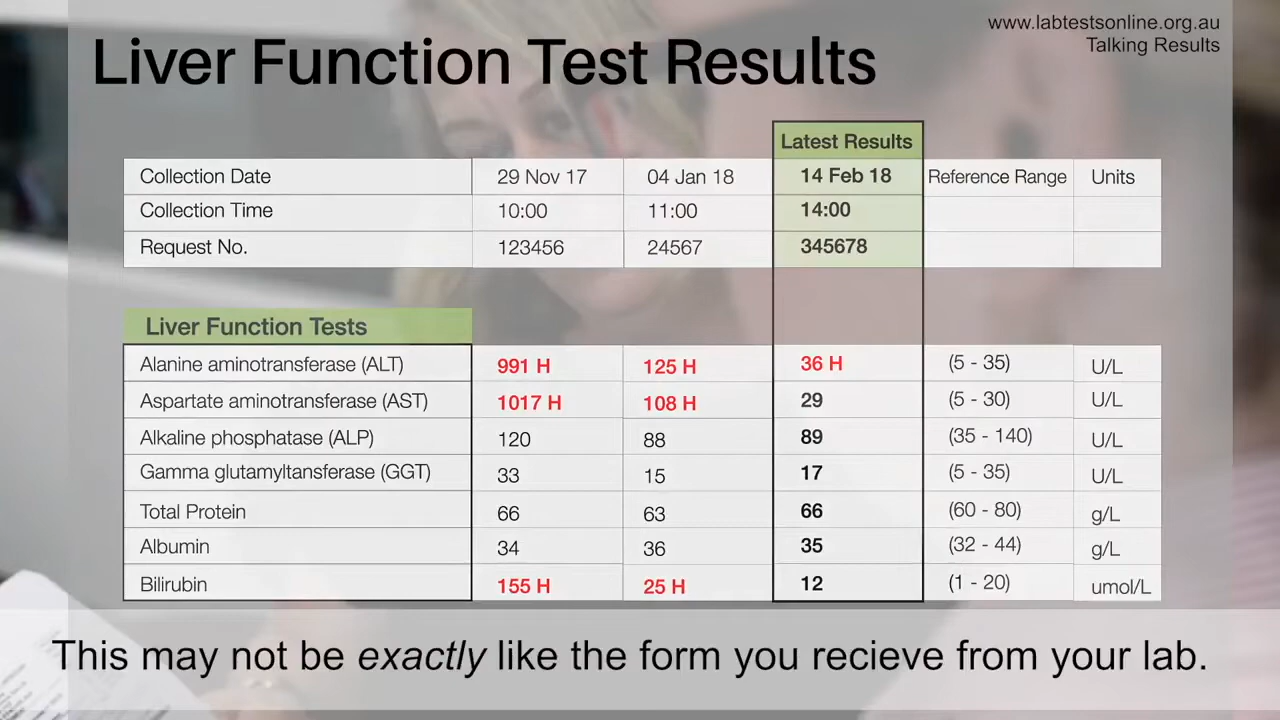 www.labtestsonline.org.au
Talking Results
Liver Function Test Results
Latest Results
Collection Date 29 Nov 17 04 Jan 18 14 Feb 18 Reference Range Units
Collection Time 10:00 11:00 14:00
Request No. 123456 24567 345678
Liver Function Tests
Alanine aminotransferase (ALT) 991 H 125 H 36 H (5 - 35) U/L
Aspartate aminotransferase (AST) 1017 H 108 H 29 (5 - 30) U/L
Alkaline phosphatase (ALP) 120 88 89 (35 - 140) U/L
Gamma glutamyltansferase (GGT) 33 15 17 (5 - 35) U/L
Total Protein 66 63 66 (60 - 80) g/L
Albumin 34 36 35 (32 - 44) g/L
Bilirubin 155 H 25 H 12 (1 - 20) umol/L
This may not be exactly like the form you recieve from your lab.